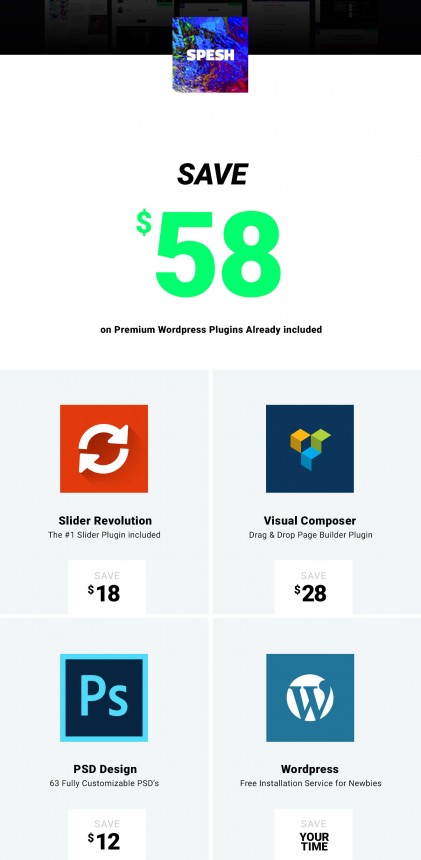 SPESH
SAVE
$58
on Premium Wordpress Plugins Already included
Slider Revolution
The #1 Slider Plugin included
SAVE
$18
Visual Composer
Drag & Drop Page Builder Plugin
SAVE
$28
Ps
PSD Design
63 Fully Customizable PSD's
SAVE
$12
W
Wordpress
Free Installation Service for Newbies
SAVE
YOUR
TIME